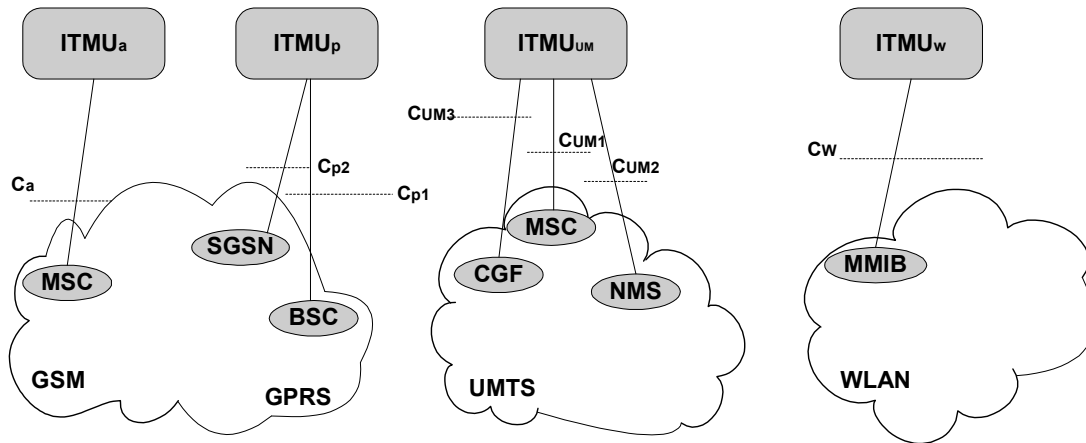 ITMUa
ITMUp
ITMUUM
ITMUw
CUM3
CUM1
Cp2
CUM2
Cw
Ca
Cp1
MSC
SGSN
MSC
CGF
NMS
BSC
MMIB
GSM
GPRS
UMTS
WLAN